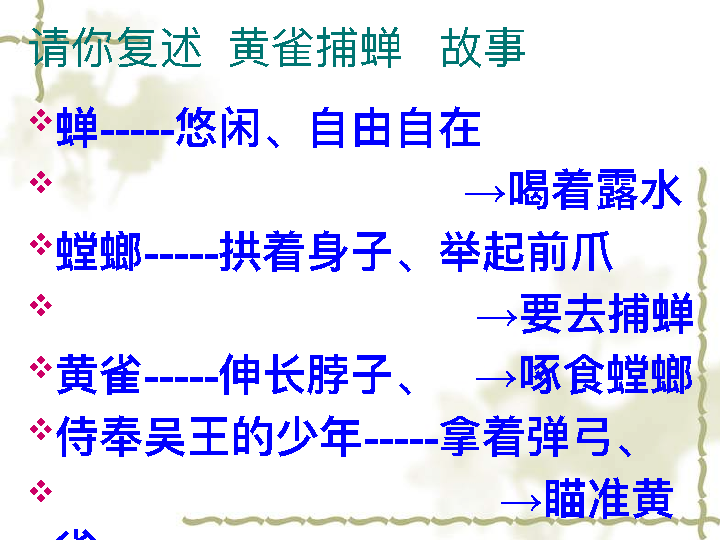 请你复述 黄雀捕蝉 故事
蝉-----悠闲、自由自在
→喝着露水
螳螂-----拱着身子、举起前爪
→要去捕蝉
黄雀-----伸长脖子、 →啄食螳螂
侍奉吴王的少年-----拿着弹弓、
→瞄准黄
雀